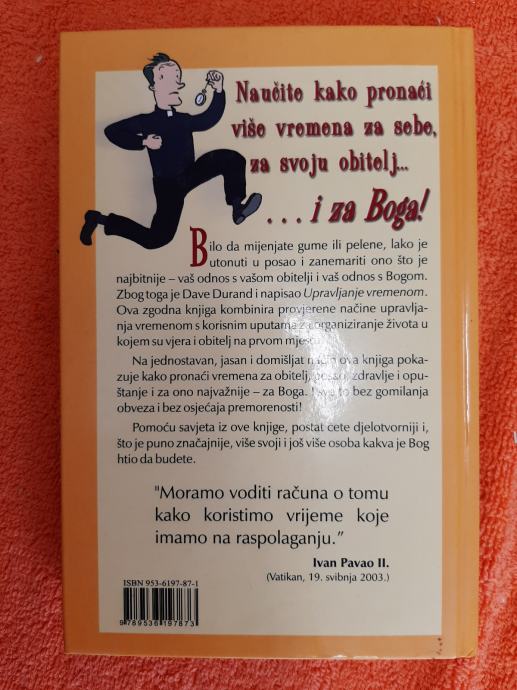 Naučite kako pronaći
više vremena za sebe,
za svoju obitelj...
... i za Boga!
Bilo da mijenjate gume ili pelene, lako je
utonuti u posao i zanemariti ono što je
najbitnije – vaš odnos s vašom obitelji i vaš odnos s Bogom.
Zbog toga je Dave Durand i napisao Upravljanje vremenom.
Ova zgodna knjiga kombinira provjerene načine upravlja-
nja vremenom s korisnim uputama za organiziranje života u
kojem su vjera i obitelj na prvom mjestu.
Na jednostavan, jasan i domišljat način ova knjiga poka-
zuje kako pronaći vremena za obitelj, posao, zdravlje i opu-
štanje i za ono najvažnije – za Boga. I sve to bez gomilanja
obveza i bez osjećaja premorenosti!
Pomoću savjeta iz ove knjige, postat ćete djelotvorniji i,
što je puno značajnije, više svoji i još više osoba kakva je Bog
htio da budete.
"Moramo voditi računa o tomu
kako koristimo vrijeme koje
imamo na raspolaganju.”
Ivan Pavao II.
(Vatikan, 19. svibnja 2003.)
ISBN 953-6197-87-1
9789536197873